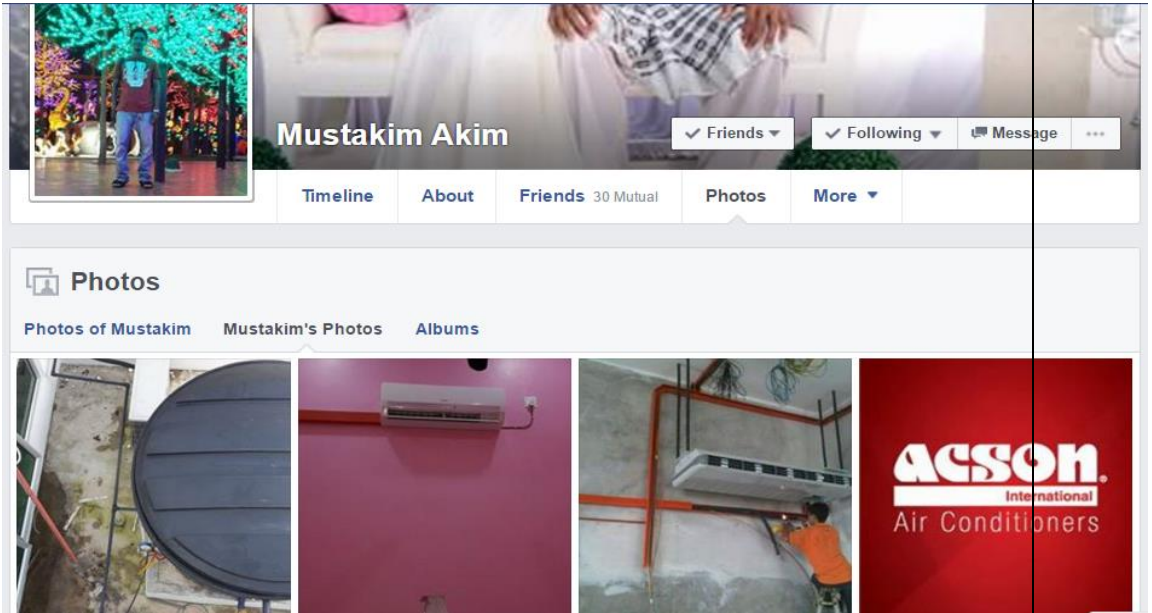 Mustakim Akim
Friends
Following
Message
Timeline About Friends 30 Mutual Photos More
Photos
Photos of Mustakim Mustakim's Photos Albums
ACSON
International
Air Conditioners